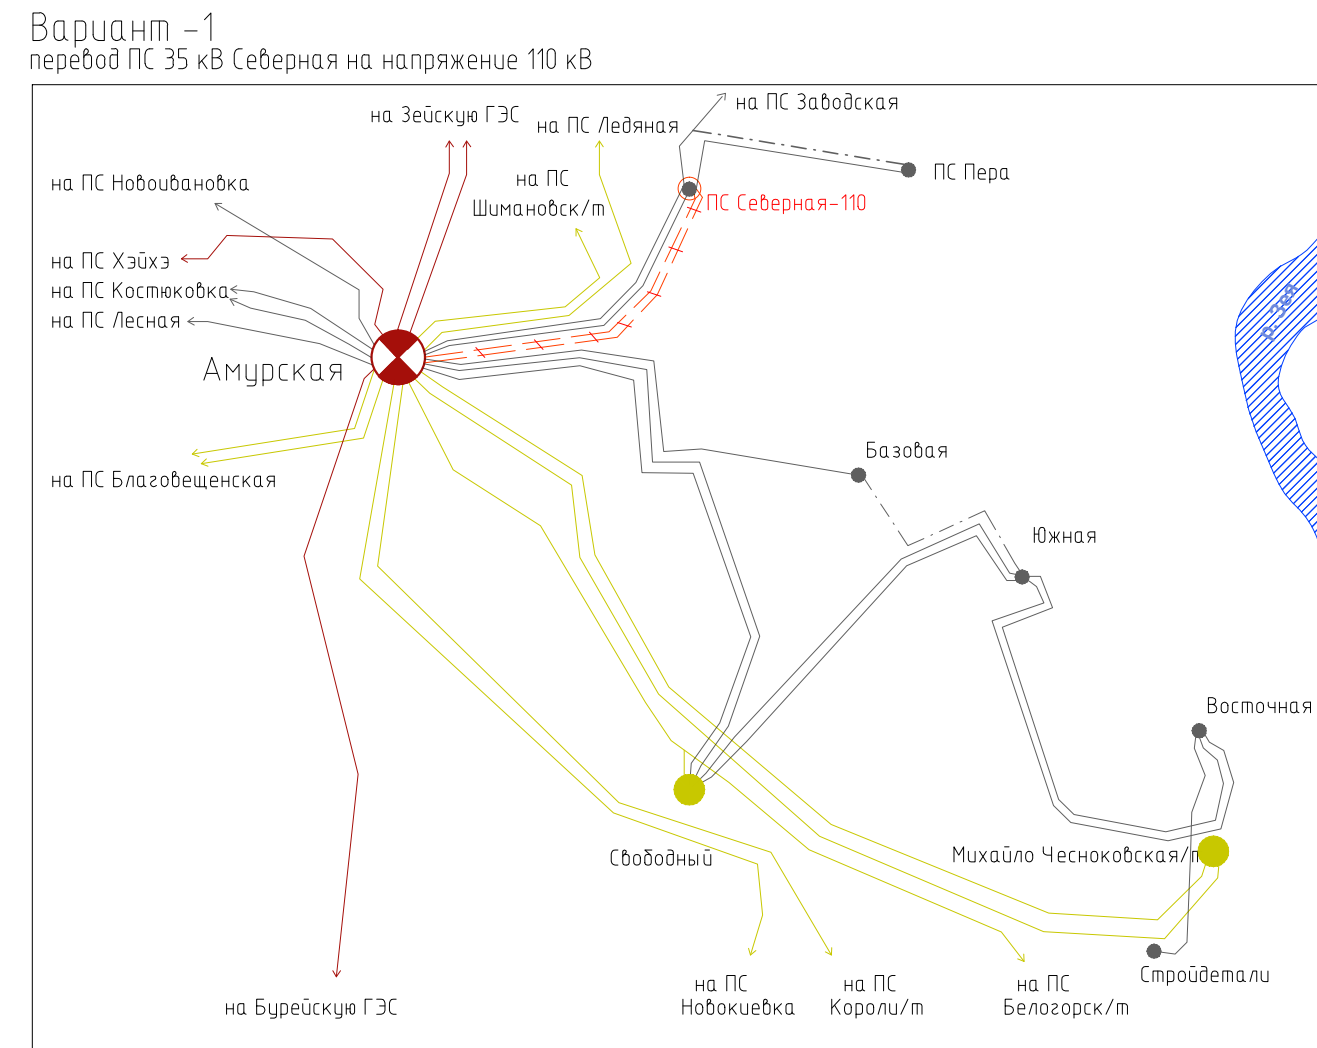 Вариант -1
перевод ПС 35 кВ Северная на напряжение 110 кВ
на ПС Заводская
на Зейскую ГЭС
на ПС Ледяная
ПС Пера
на ПС Новоивановка
на ПС
Шимановск/т
ПС Северная-110
на ПС Хэйхэ
на ПС Костюковка
на ПС Лесная
р. Зея
Амурская
Базовая
на ПС Благовещенская
Южная
Восточная
Свободный
Михайло Чесноковская/т
Стройдетали
на ПС
Новокиевка
на ПС
Короли/т
на ПС
Белогорск/т
на Бурейскую ГЭС